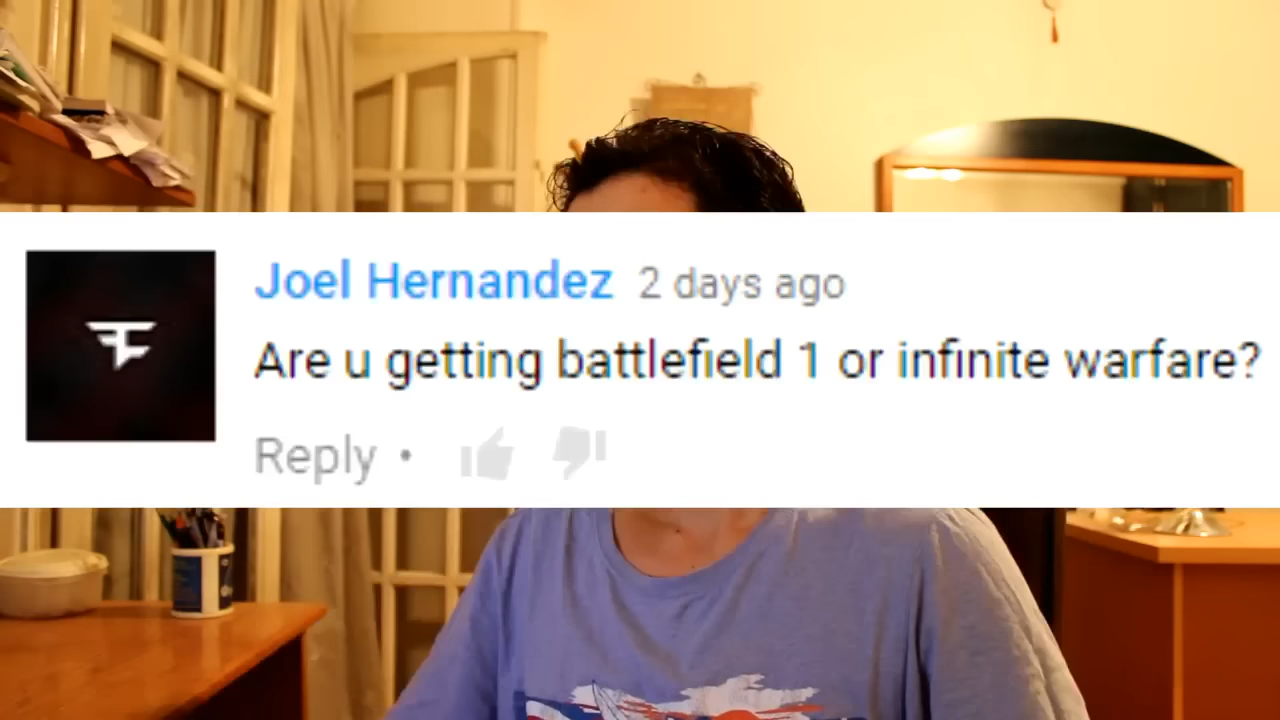 Joel Hernandez 2 days ago
Are u getting battlefield 1 or infinite warfare?
Reply •